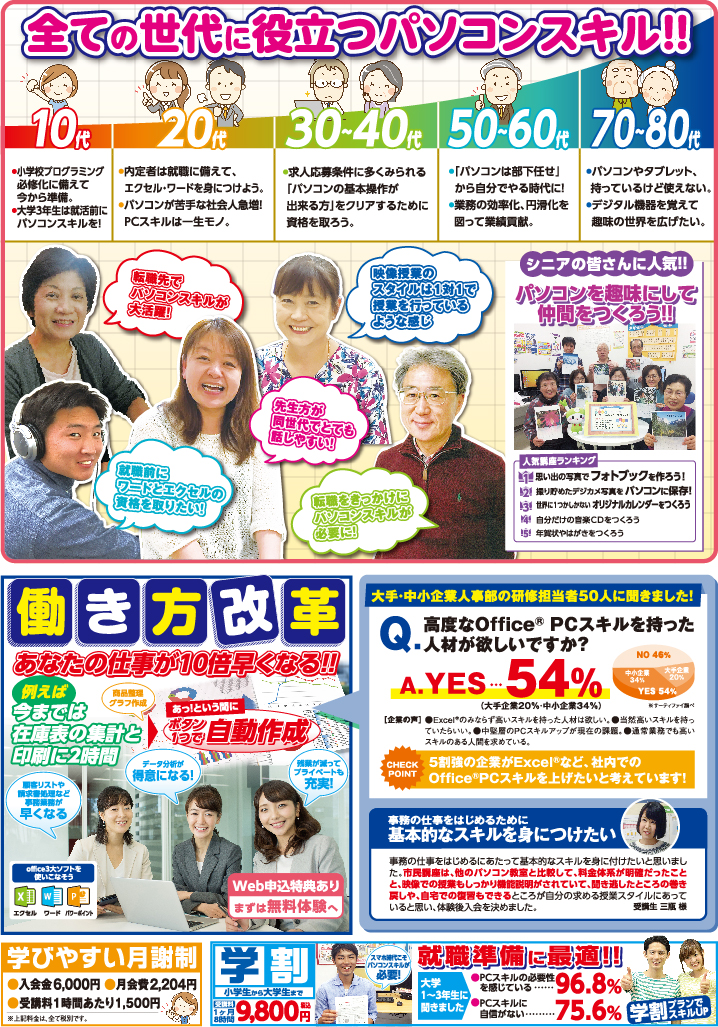 全ての世代に役立つパソコンスキル!!
10代
●小学校プログラミング
必修化に備えて
今から準備。
●大学3年生は就活前に
パソコンスキルを!
20代
●内定者は就職に備えて、
エクセル・ワードを身につけよう。
●パソコンが苦手な社会人急増!
PCスキルは一生モノ。
30~40代
●求人応募条件に多くみられる
「パソコンの基本操作が
出来る方」をクリアするために
資格を取ろう。
50~60代
●「パソコンは部下任せ」
から自分でやる時代に!
●業務の効率化、円滑化を
図って業績貢献。
70~80代
●パソコンやタブレット、
持っているけど使えない。
●デジタル機器を覚えて
趣味の世界を広げたい。
転職先で
パソコンスキルが
大活躍!
映像授業の
スタイルは1対1で
授業を行っている
ような感じ
先生方が
同世代でとても
話しやすい!
就職前に
ワードとエクセルの
資格を取りたい!
転職をきっかけに
パソコンスキルが
必要に!
シニアの皆さんに人気!!
パソコンを趣味にして
仲間をつくろう!!
人気講座ランキング
1 思い出の写真でフォトブックを作ろう!
2 撮り貯めたデジカメ写真をパソコンに保存!
3 世界に1つかしかないオリジナルカレンダーをつくろう
4 自分だけの音楽CDをつくろう
5 年賀状やはがきをつくろう
働き方改革
あなたの仕事が10倍早くなる!!
例えば
今までは
在庫表の集計と
印刷に2時間
商品整理
グラフ作成
あっ!という間に
ボタン
1つで自動作成
データ分析が
得意になる!
残業が減って
プライベートも
充実!
顧客リストや
請求書処理など
事務業務が
早くなる
office3大ソフトを
使いこなそう
エクセル ワード パワーポイント
Web申込特典あり
まずは無料体験へ
大手・中小企業人事部の研修担当者50人に聞きました!
Q.高度なOffice® PCスキルを持った
人材が欲しいですか?
A.YES…54%
(大手企業20%・中小企業34%)
NO 46%
中小企業
34%
大手企業
20%
YES 54%
※サーティファイ調べ
【企業の声】●Excel®のみならず高いスキルを持った人材は欲しい。●当然高いスキルを持っ
ていたらいい。●中堅層のPCスキルアップが現在の課題。●通常業務でも高い
スキルのある人間を求めている。
CHECK
POINT
5割強の企業がExcel®など、社内での
Office®PCスキルを上げたいと考えています!
事務の仕事をはじめるために
基本的なスキルを身につけたい
事務の仕事をはじめるにあたって基本的なスキルを身に付けたいと思いまし
た。市民講座は、他のパソコン教室と比較して、料金体系が明確だったこと
と、映像での授業もしっかり機能説明がされていて、聞き逃したところの巻き
戻しや、自宅での復習もできるところが自分の求める授業スタイルにあって
いると思い、体験後入会を決めました。
受講生 三瓶 様
学びやすい月謝制
●入会金6,000円 ●月会費2,204円
●受講料1時間あたり1,500円
※上記料金は、全て税別です。
学割
小学生から大学生まで
受講料
1ヶ月
8時間
9,800円
税込
スマホ時代こそ
パソコンスキルが
必要!
就職準備に最適!!
大学
1~3年生に
聞きました
●PCスキルの必要性
を感じている……96.8%
●PCスキルに
自信がない………75.6%
学割プランで
スキルUP